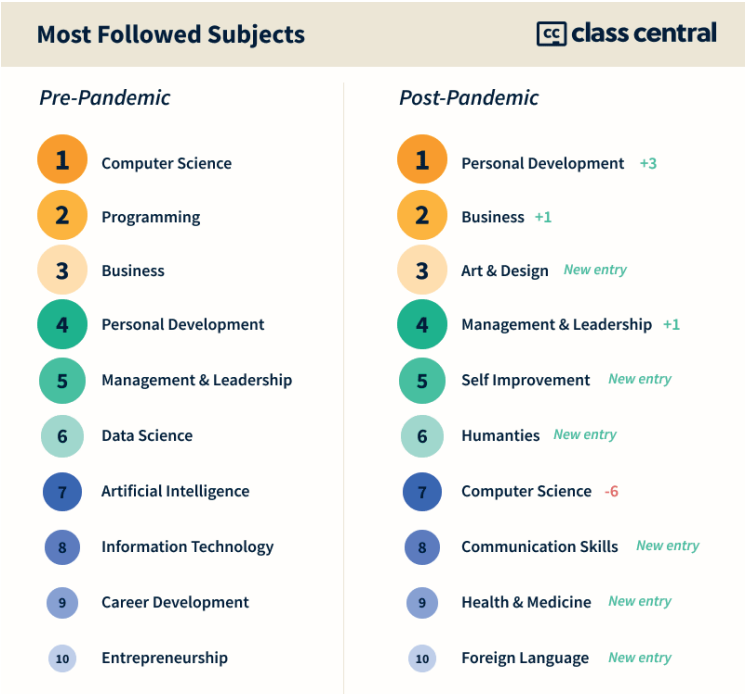 Most Followed Subjects
cc class central
Pre-Pandemic
1 Computer Science
2 Programming
3 Business
4 Personal Development
5 Management & Leadership
6 Data Science
7 Artificial Intelligence
8 Information Technology
9 Career Development
10 Entrepreneurship
Post-Pandemic
1 Personal Development +3
2 Business +1
3 Art & Design New entry
4 Management & Leadership +1
5 Self Improvement New entry
6 Humanties New entry
7 Computer Science -6
8 Communication Skills New entry
9 Health & Medicine New entry
10 Foreign Language New entry